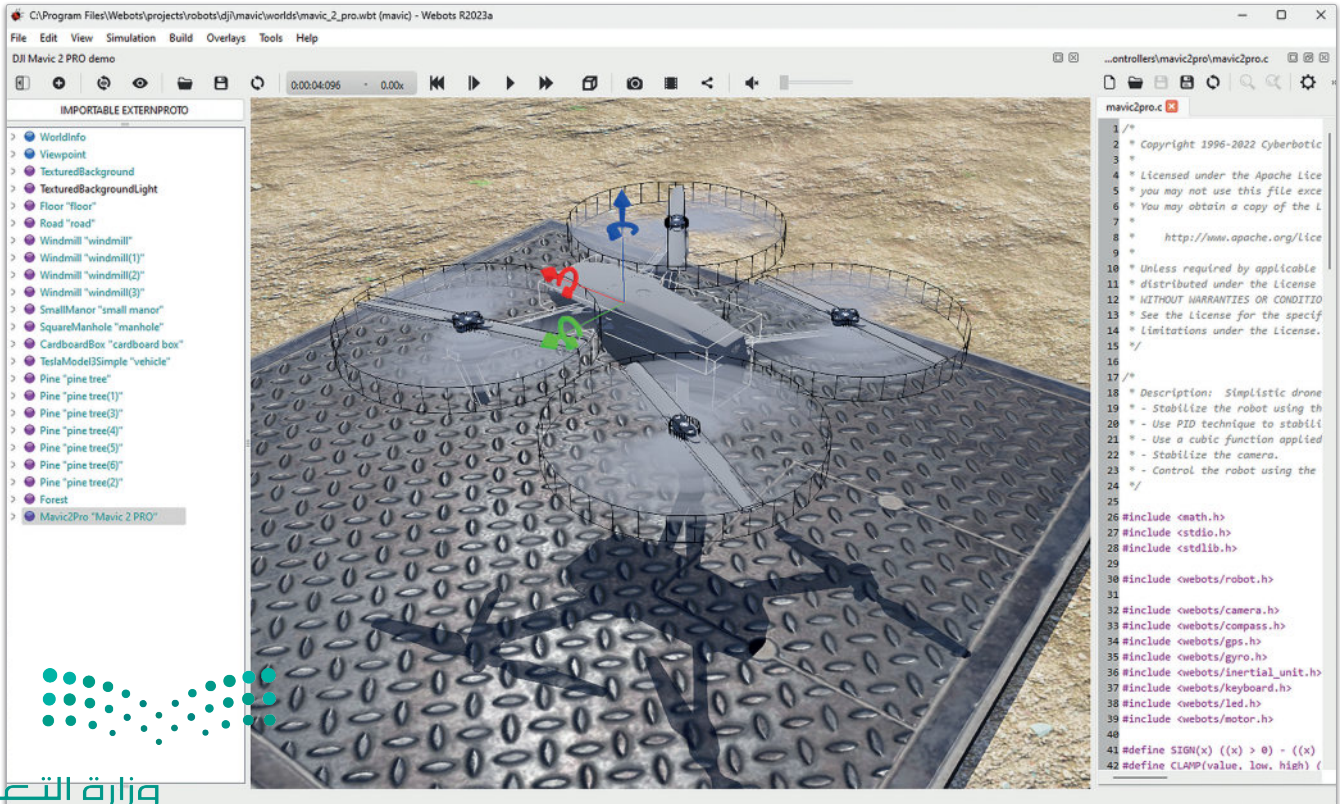 C:\Program Files\Webots\projects\robots\dji\mavic\worlds\mavic_2_pro.wbt (mavic) - Webots R2023a
File Edit View Simulation Build Overlays Tools Help
DJI Mavic 2 PRO demo
0:00:04:096 - 0.00x
IMPORTABLE EXTERNPROTO
WorldInfo
Viewpoint
TexturedBackground
TexturedBackgroundLight
Floor "floor"
Road "road"
Windmill "windmill"
Windmill "windmill(1)"
Windmill "windmill(2)"
Windmill "windmill(3)"
SmallManor "small manor"
SquareManhole "manhole"
CardboardBox "cardboard box"
TeslaModel3Simple "vehicle"
Pine "pine tree"
Pine "pine tree(1)"
Pine "pine tree(3)"
Pine "pine tree(4)"
Pine "pine tree(5)"
Pine "pine tree(6)"
Pine "pine tree(2)"
Forest
Mavic2Pro "Mavic 2 PRO"
...ontrollers\mavic2pro\mavic2pro.c
mavic2pro.c
1 /*
2 * Copyright 1996-2022 Cyberbotic
3 *
4 * Licensed under the Apache Lice
5 * you may not use this file exce
6 * You may obtain a copy of the L
7 *
8 * http://www.apache.org/lice
9 *
10 * Unless required by applicable
11 * distributed under the License
12 * WITHOUT WARRANTIES OR CONDITIO
13 * See the License for the specif
14 * limitations under the License.
15 */
16
17 /*
18 * Description: Simplistic drone
19 * - Stabilize the robot using th
20 * - Use PID technique to stabili
21 * - Use a cubic function applied
22 * - Stabilize the camera.
23 * - Control the robot using the
24 */
25
26 #include <math.h>
27 #include <stdio.h>
28 #include <stdlib.h>
29
30 #include <webots/robot.h>
31
32 #include <webots/camera.h>
33 #include <webots/compass.h>
34 #include <webots/gps.h>
35 #include <webots/gyro.h>
36 #include <webots/inertial_unit.h>
37 #include <webots/keyboard.h>
38 #include <webots/led.h>
39 #include <webots/motor.h>
40
41 #define SIGN(x) ((x) > 0) - ((x)
42 #define CLAMP(value, low, high) (
وزارة التع